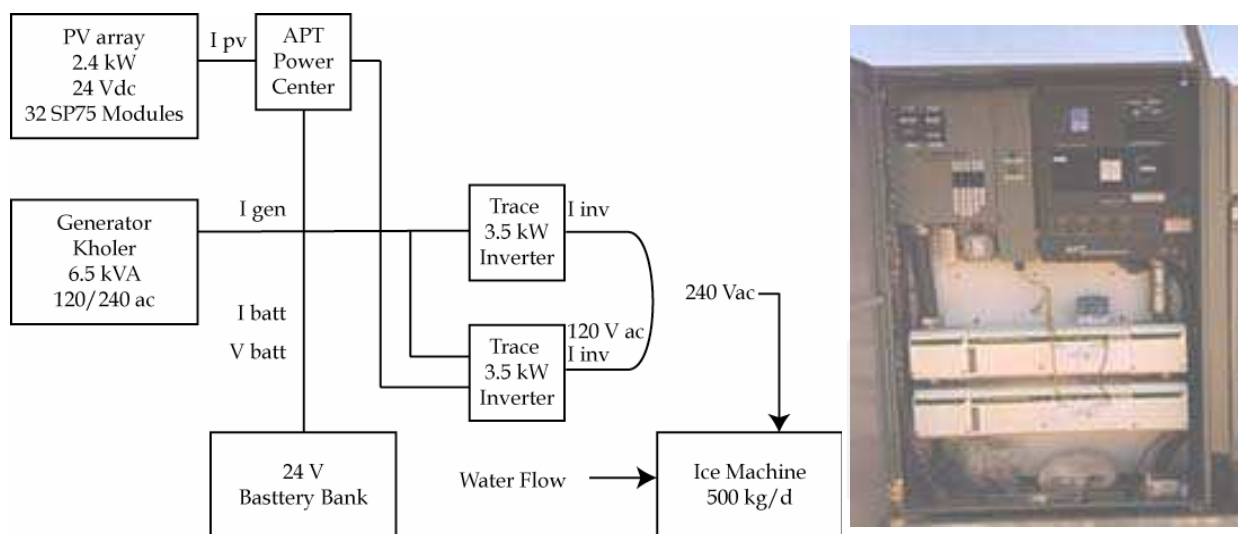 PV array
2.4 kW
24 Vdc
32 SP75 Modules
I pv
APT
Power
Center
Generator
Kholer
6.5 kVA
120/240 ac
I gen
I batt
V batt
Trace
3.5 kW
Inverter
I inv
Trace
3.5 kW
Inverter
120 V ac
I inv
240 Vac
24 V
Basttery Bank
Water Flow
Ice Machine
500 kg/d